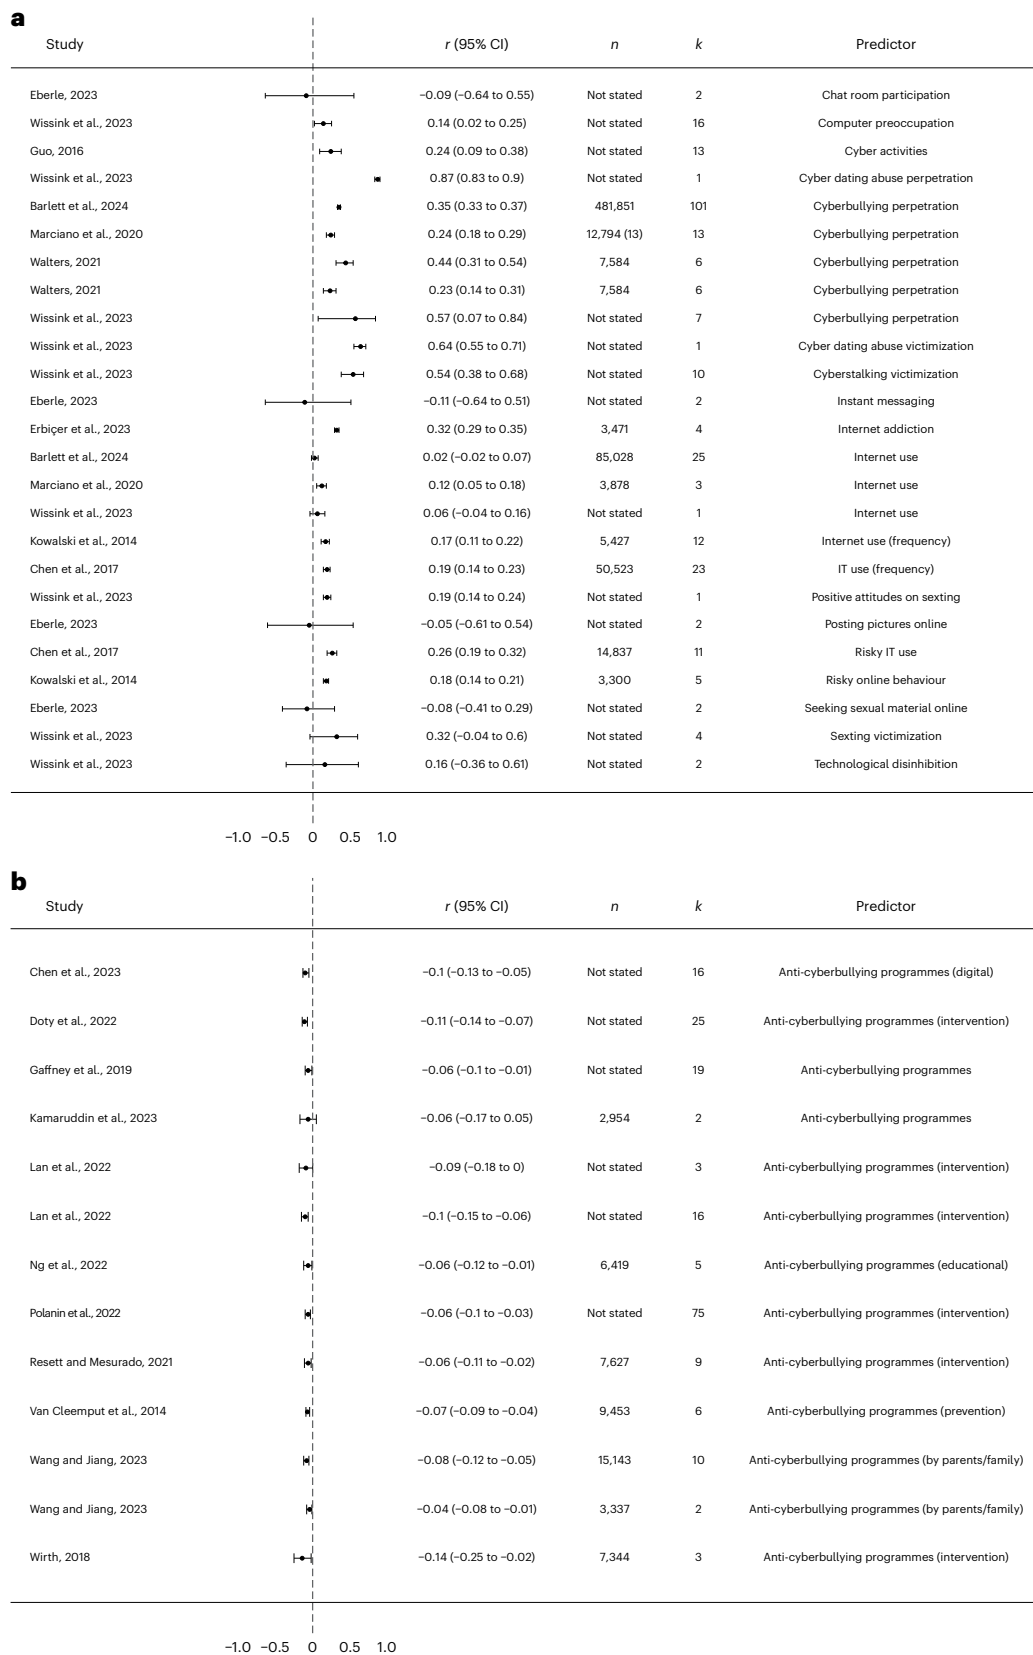 a
Study r (95% CI) n k Predictor
Eberle, 2023 −0.09 (−0.64 to 0.55) Not stated 2 Chat room participation
Wissink et al., 2023 0.14 (0.02 to 0.25) Not stated 16 Computer preoccupation
Guo, 2016 0.24 (0.09 to 0.38) Not stated 13 Cyber activities
Wissink et al., 2023 0.87 (0.83 to 0.9) Not stated 1 Cyber dating abuse perpetration
Barlett et al., 2024 0.35 (0.33 to 0.37) 481,851 101 Cyberbullying perpetration
Marciano et al., 2020 0.24 (0.18 to 0.29) 12,794 (13) 13 Cyberbullying perpetration
Walters, 2021 0.44 (0.31 to 0.54) 7,584 6 Cyberbullying perpetration
Walters, 2021 0.23 (0.14 to 0.31) 7,584 6 Cyberbullying perpetration
Wissink et al., 2023 0.57 (0.07 to 0.84) Not stated 7 Cyberbullying perpetration
Wissink et al., 2023 0.64 (0.55 to 0.71) Not stated 1 Cyber dating abuse victimization
Wissink et al., 2023 0.54 (0.38 to 0.68) Not stated 10 Cyberstalking victimization
Eberle, 2023 −0.11 (−0.64 to 0.51) Not stated 2 Instant messaging
Erbiçer et al., 2023 0.32 (0.29 to 0.35) 3,471 4 Internet addiction
Barlett et al., 2024 0.02 (−0.02 to 0.07) 85,028 25 Internet use
Marciano et al., 2020 0.12 (0.05 to 0.18) 3,878 3 Internet use
Wissink et al., 2023 0.06 (−0.04 to 0.16) Not stated 1 Internet use
Kowalski et al., 2014 0.17 (0.11 to 0.22) 5,427 12 Internet use (frequency)
Chen et al., 2017 0.19 (0.14 to 0.23) 50,523 23 IT use (frequency)
Wissink et al., 2023 0.19 (0.14 to 0.24) Not stated 1 Positive attitudes on sexting
Eberle, 2023 −0.05 (−0.61 to 0.54) Not stated 2 Posting pictures online
Chen et al., 2017 0.26 (0.19 to 0.32) 14,837 11 Risky IT use
Kowalski et al., 2014 0.18 (0.14 to 0.21) 3,300 5 Risky online behaviour
Eberle, 2023 −0.08 (−0.41 to 0.29) Not stated 2 Seeking sexual material online
Wissink et al., 2023 0.32 (−0.04 to 0.6) Not stated 4 Sexting victimization
Wissink et al., 2023 0.16 (−0.36 to 0.61) Not stated 2 Technological disinhibition
−1.0 −0.5 0 0.5 1.0
b
Study r (95% CI) n k Predictor
Chen et al., 2023 −0.1 (−0.13 to −0.05) Not stated 16 Anti-cyberbullying programmes (digital)
Doty et al., 2022 −0.11 (−0.14 to −0.07) Not stated 25 Anti-cyberbullying programmes (intervention)
Gaffney et al., 2019 −0.06 (−0.1 to −0.01) Not stated 19 Anti-cyberbullying programmes
Kamaruddin et al., 2023 −0.06 (−0.17 to 0.05) 2,954 2 Anti-cyberbullying programmes
Lan et al., 2022 −0.09 (−0.18 to 0) Not stated 3 Anti-cyberbullying programmes (intervention)
Lan et al., 2022 −0.1 (−0.15 to −0.06) Not stated 16 Anti-cyberbullying programmes (intervention)
Ng et al., 2022 −0.06 (−0.12 to −0.01) 6,419 5 Anti-cyberbullying programmes (educational)
Polanin et al., 2022 −0.06 (−0.1 to −0.03) Not stated 75 Anti-cyberbullying programmes (intervention)
Resett and Mesurado, 2021 −0.06 (−0.11 to −0.02) 7,627 9 Anti-cyberbullying programmes (intervention)
Van Cleemput et al., 2014 −0.07 (−0.09 to −0.04) 9,453 6 Anti-cyberbullying programmes (prevention)
Wang and Jiang, 2023 −0.08 (−0.12 to −0.05) 15,143 10 Anti-cyberbullying programmes (by parents/family)
Wang and Jiang, 2023 −0.04 (−0.08 to −0.01) 3,337 2 Anti-cyberbullying programmes (by parents/family)
Wirth, 2018 −0.14 (−0.25 to −0.02) 7,344 3 Anti-cyberbullying programmes (intervention)
−1.0 −0.5 0 0.5 1.0